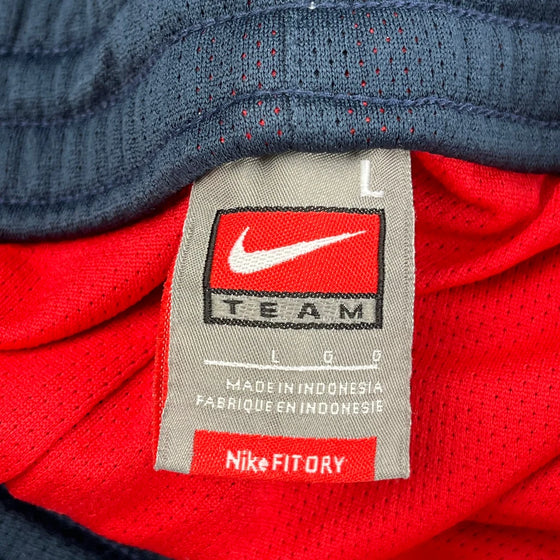 L
TEAM
L G G
MADE IN INDONESIA
FABRIQUE EN INDONESIE
Nike FIT DRY